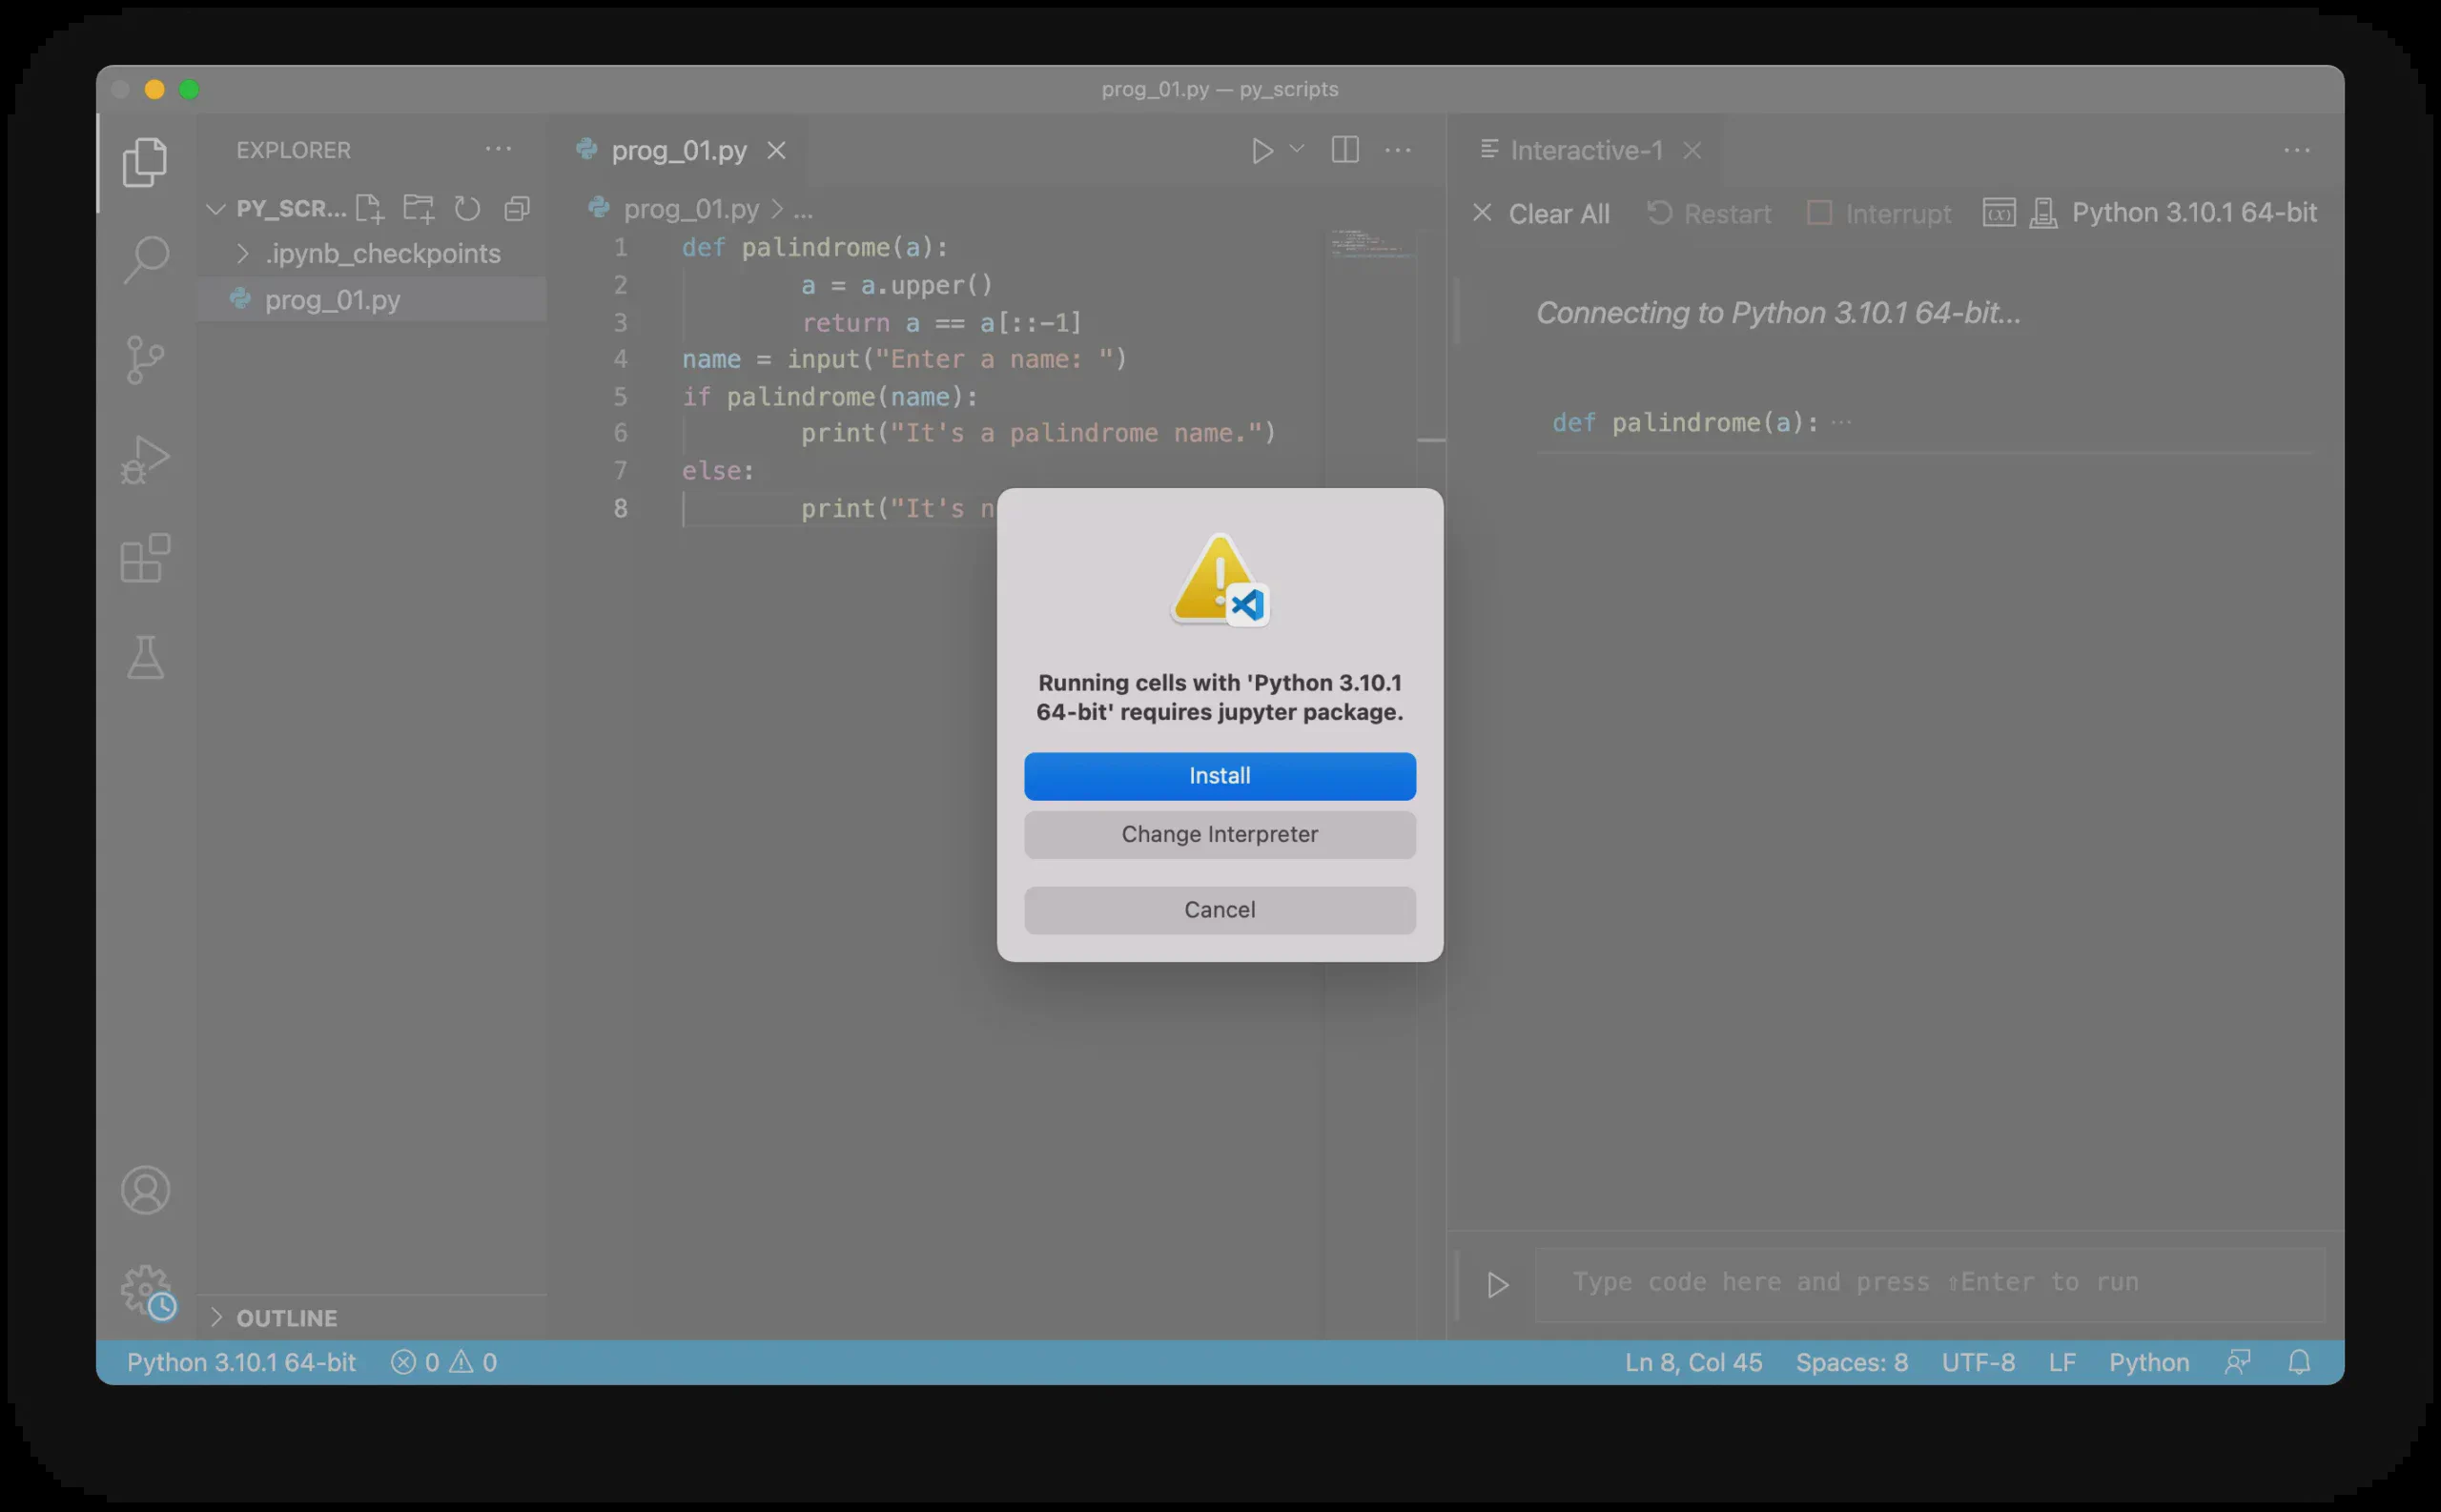 prog_01.py — py_scripts
EXPLORER
PY_SCR...
.ipynb_checkpoints
prog_01.py
OUTLINE
prog_01.py
prog_01.py > ...
1 def palindrome(a):
2 a = a.upper()
3 return a == a[::-1]
4 name = input("Enter a name: ")
5 if palindrome(name):
6 print("It's a palindrome name.")
7 else:
8 print("It's n
Interactive-1
Clear All Restart Interrupt Python 3.10.1 64-bit
Connecting to Python 3.10.1 64-bit...
def palindrome(a): ...
Type code here and press ⇧Enter to run
Running cells with 'Python 3.10.1
64-bit' requires jupyter package.
Install
Change Interpreter
Cancel
Python 3.10.1 64-bit 0 0 Ln 8, Col 45 Spaces: 8 UTF-8 LF Python